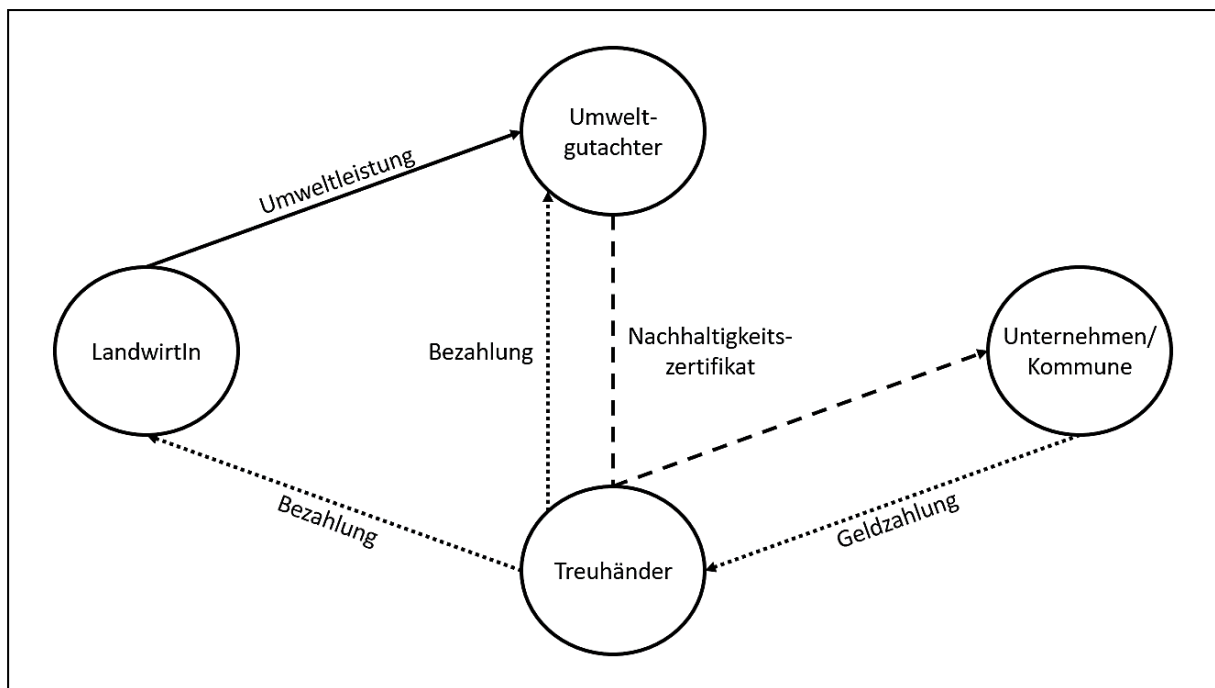 Umwelt-
gutachter
Umweltleistung
LandwirtIn
Bezahlung
Nachhaltigkeits-
zertifikat
Unternehmen/
Kommune
Bezahlung
Geldzahlung
Treuhänder